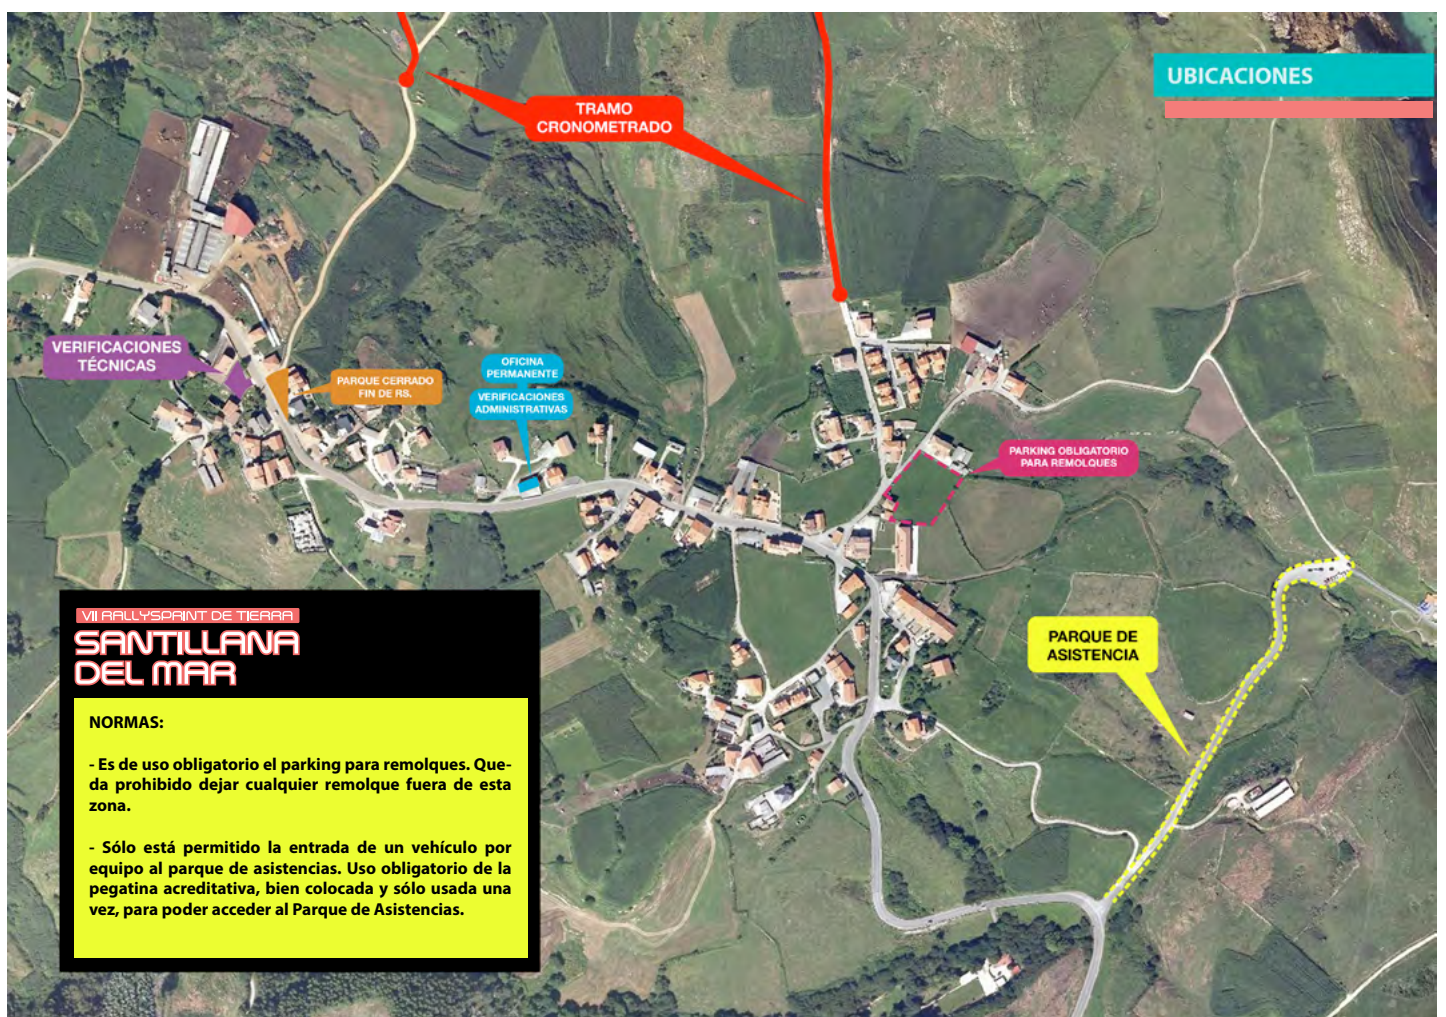 UBICACIONES
TRAMO
CRONOMETRADO
VERIFICACIONES
TÉCNICAS
PARQUE CERRADO
FIN DE RS.
OFICINA
PERMANENTE
VERIFICACIONES
ADMINISTRATIVAS
PARKING OBLIGATORIO
PARA REMOLQUES
PARQUE DE
ASISTENCIA
VII RALLYSPRINT DE TIERRA
SANTILLANA
DEL MAR
NORMAS:
- Es de uso obligatorio el parking para remolques. Que-
da prohibido dejar cualquier remolque fuera de esta
zona.
- Sólo está permitido la entrada de un vehículo por
equipo al parque de asistencias. Uso obligatorio de la
pegatina acreditativa, bien colocada y sólo usada una
vez, para poder acceder al Parque de Asistencias.